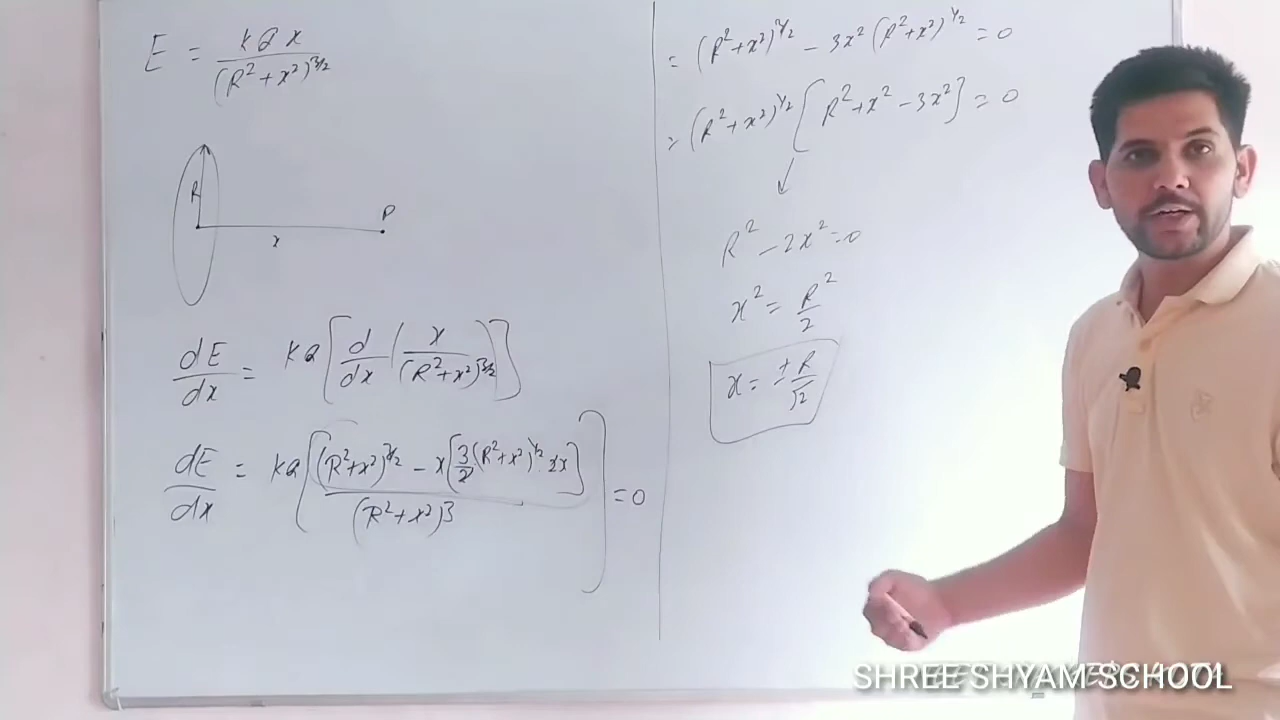 E = kQx / (R²+x²)^3/2
R
P
x
dE/dx = kQ[d/dx (x/(R²+x²)^3/2)]
dE/dx = kQ[((R²+x²)^3/2 - x[3/2(R²+x²)^1/2 · 2x]) / (R²+x²)^3] = 0
= (R²+x²)^3/2 - 3x²(R²+x²)^1/2 = 0
= (R²+x²)^1/2 [R²+x²-3x²] = 0
R² - 2x² = 0
x² = R²/2
x = ±R/√2
SHREE SHYAM SCHOOL